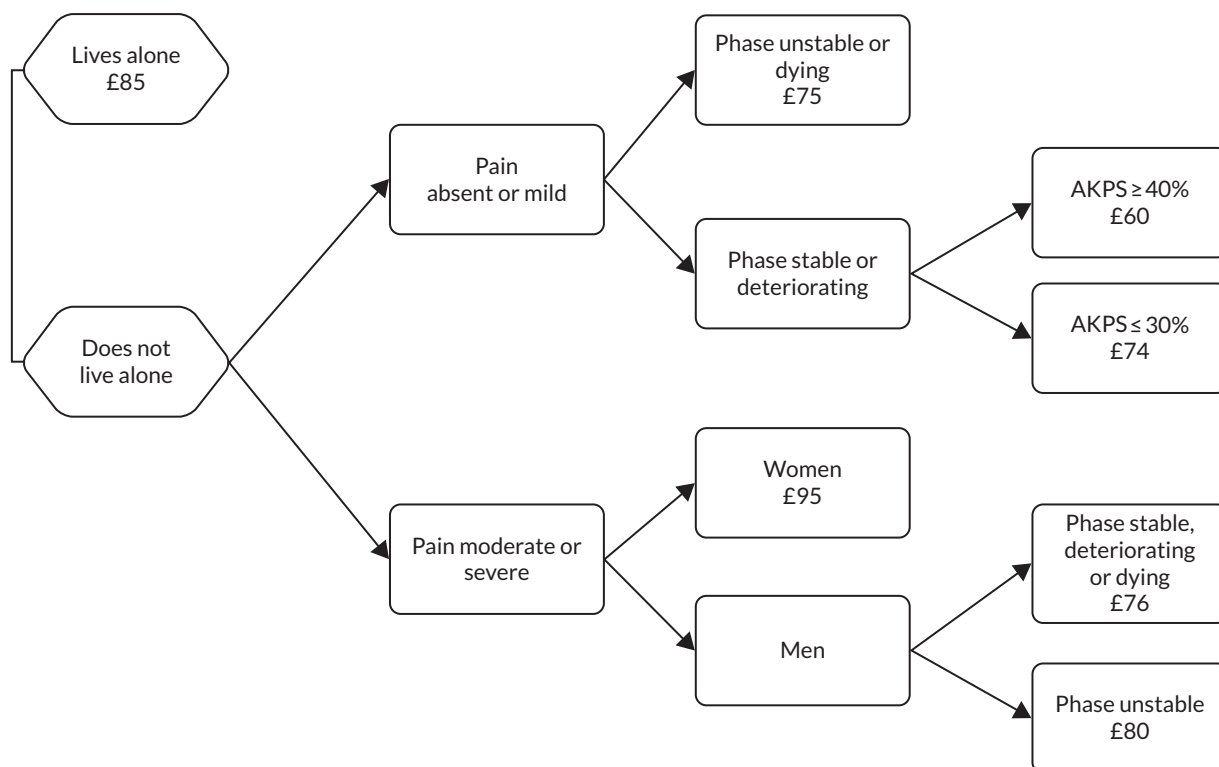 Lives alone
£85
Does not
live alone
Pain
absent or mild
Pain moderate or
severe
Phase unstable or
dying
£75
Phase stable or
deteriorating
Women
£95
Men
AKPS ≥ 40%
£60
AKPS ≤ 30%
£74
Phase stable,
deteriorating
or dying
£76
Phase unstable
£80